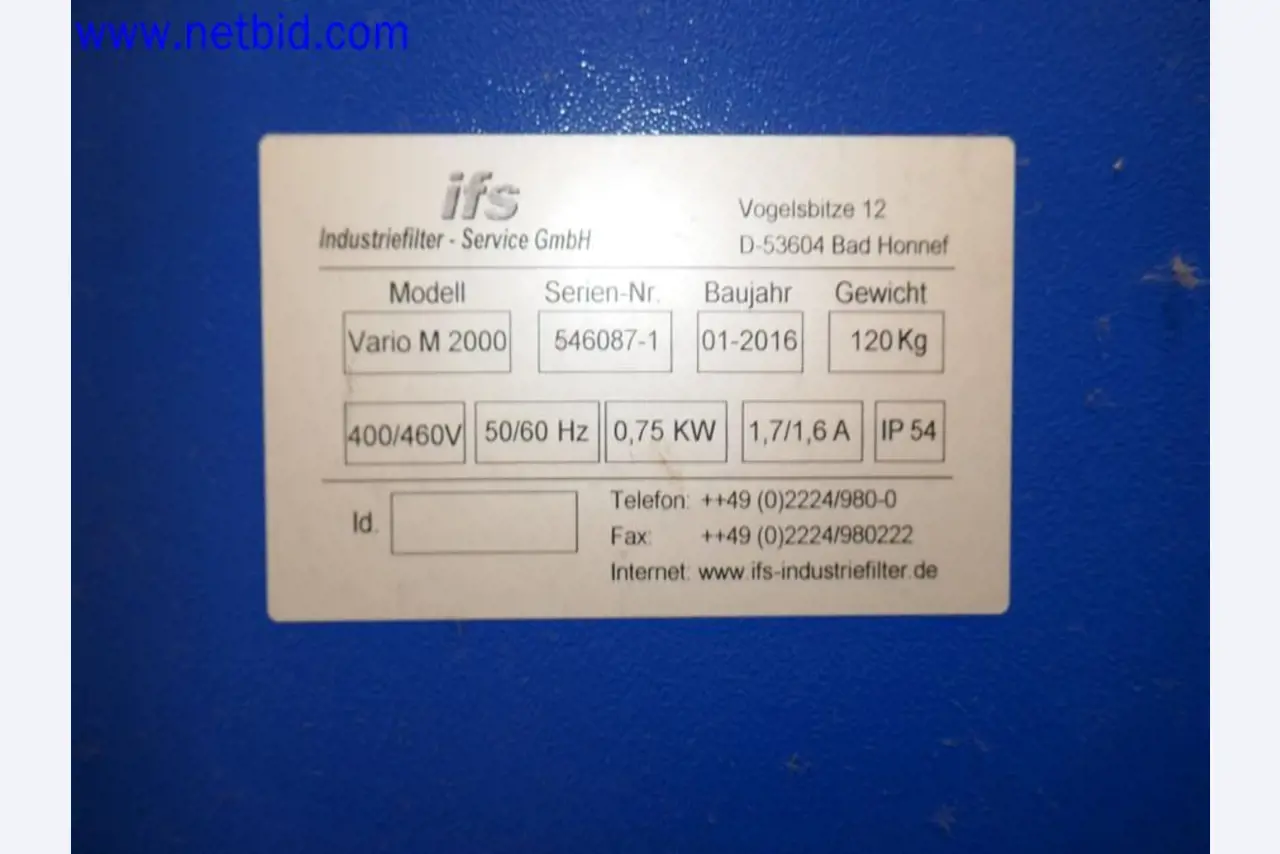 www.netbid.com
ifs
Industriefilter - Service GmbH
Vogelsbitze 12
D-53604 Bad Honnef
Modell Serien-Nr. Baujahr Gewicht
Vario M 2000 546087-1 01-2016 120 Kg
400/460V 50/60 Hz 0,75 KW 1,7/1,6 A IP 54
Id.
Telefon: ++49 (0)2224/980-0
Fax: ++49 (0)2224/980222
Internet: www.ifs-industriefilter.de